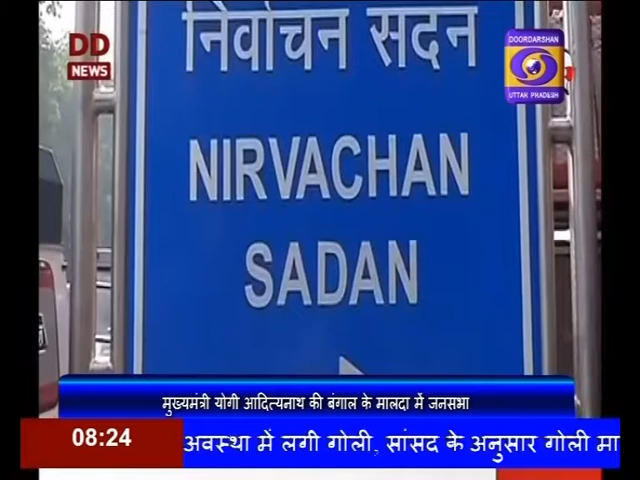 निर्वाचन सदन
DD
NEWS
DOORDARSHAN
UTTAR PRADESH
NIRVACHAN
SADAN
मुख्यमंत्री योगी आदित्यनाथ की बंगाल के मालदा में जनसभा
08:24
अवस्था में लगी गोली, सांसद के अनुसार गोली मा